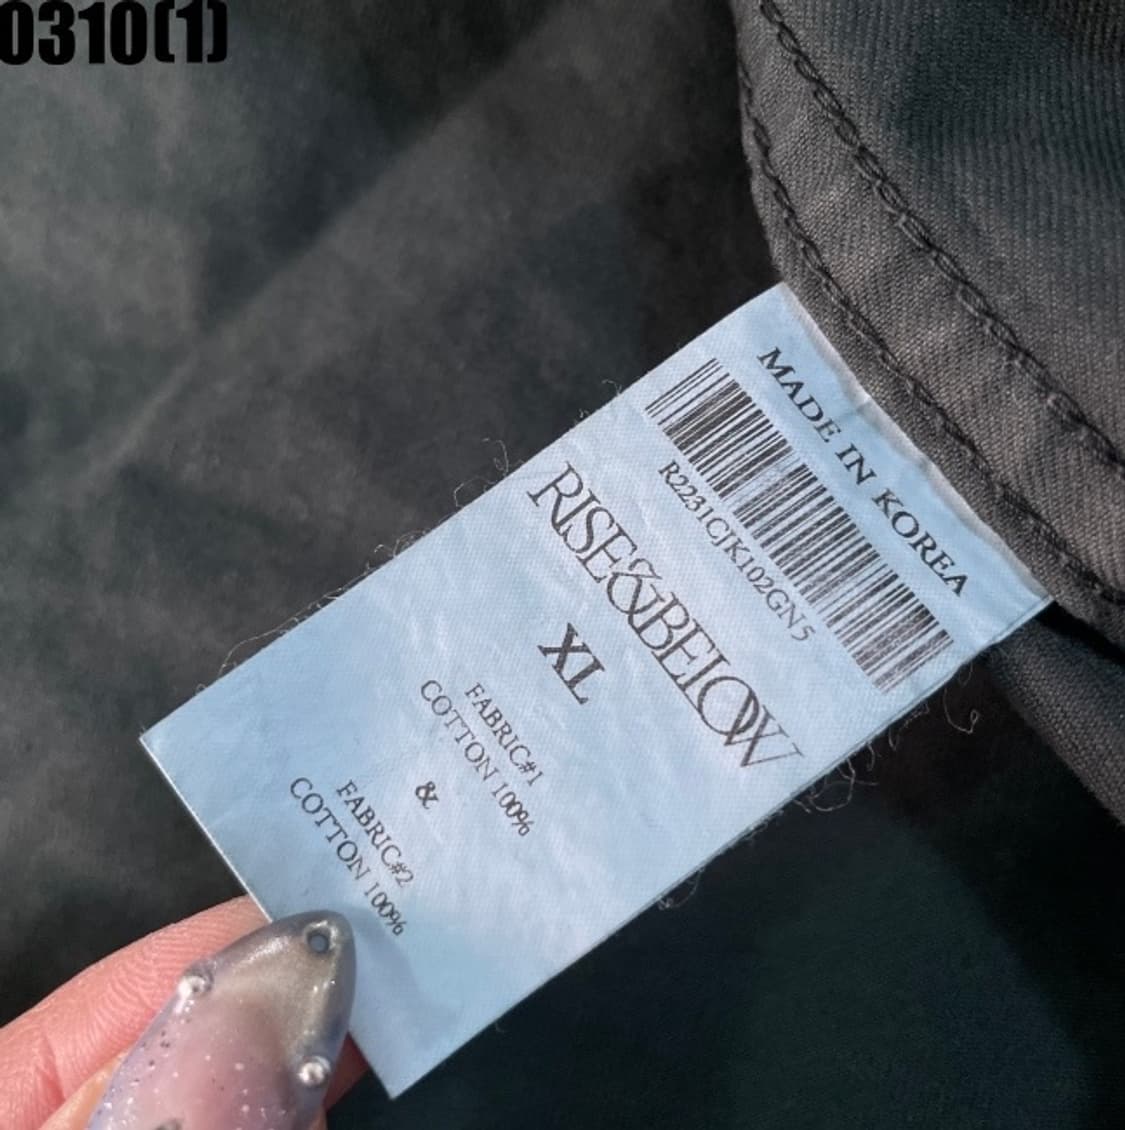 0310(1)
MADE IN KOREA
R2231CJK102GN5
RISE&BELOW
XL
FABRIC#1
COTTON 100%
&
FABRIC#2
COTTON 100%